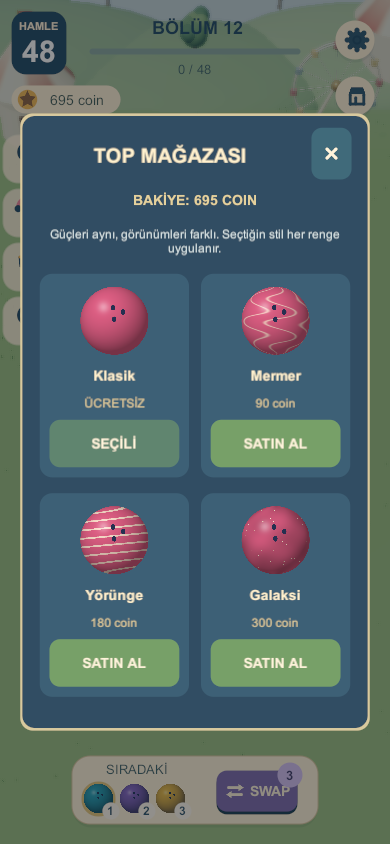 HAMLE
48
BÖLÜM 12
0 / 48
695 coin
TOP MAĞAZASI
×
BAKİYE: 695 COIN
Güçleri aynı, görünümleri farklı. Seçtiğin stil her renge
uygulanır.
Klasik
ÜCRETSİZ
SEÇİLİ
Mermer
90 coin
SATIN AL
Yörünge
180 coin
SATIN AL
Galaksi
300 coin
SATIN AL
SIRADAKİ
1
2
3
SWAP
3